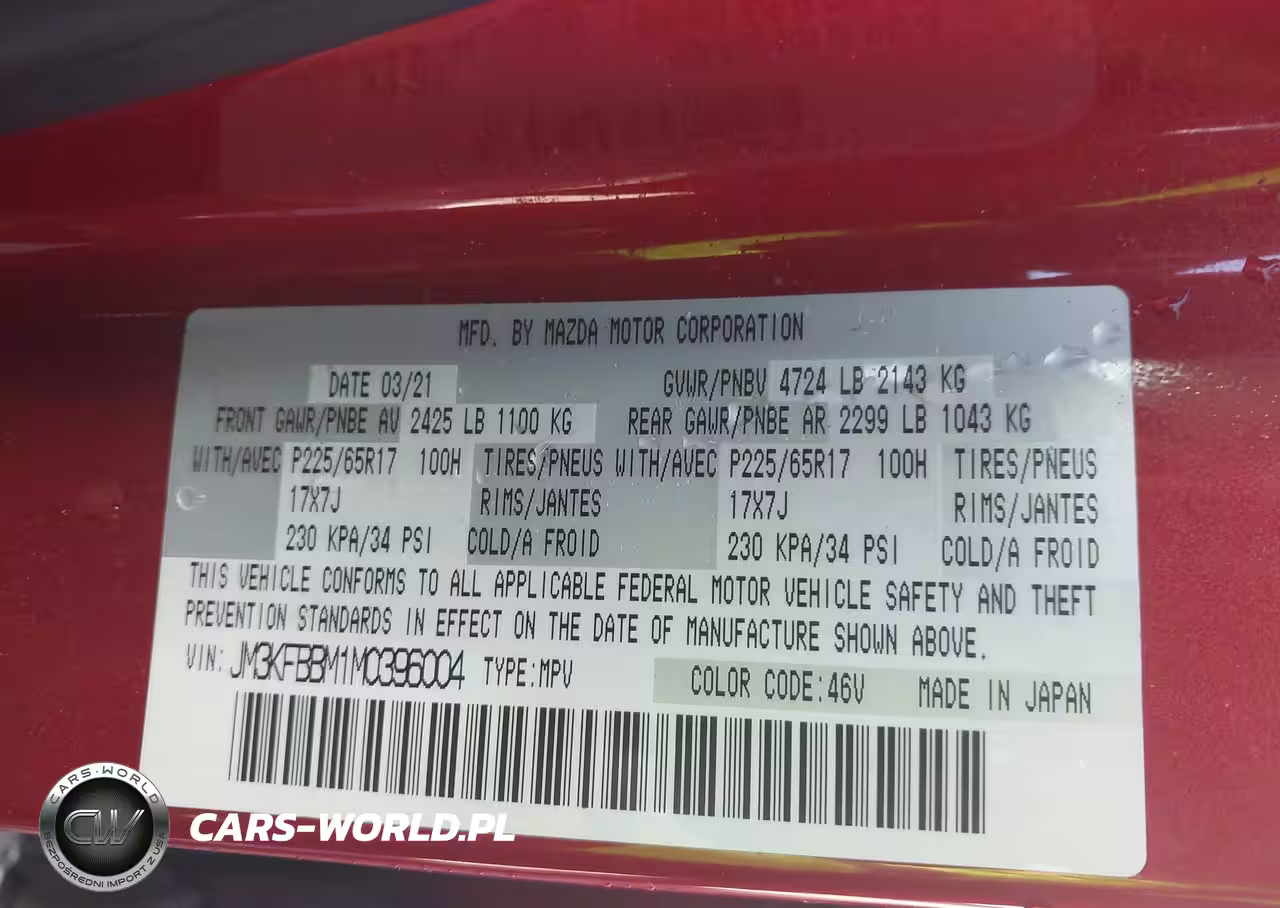 MFD. BY MAZDA MOTOR CORPORATION
DATE 03/21 GVWR/PNBV 4724 LB 2143 KG
FRONT GAWR/PNBE AV 2425 LB 1100 KG REAR GAWR/PNBE AR 2299 LB 1043 KG
WITH/AVEC P225/65R17 100H TIRES/PNEUS WITH/AVEC P225/65R17 100H TIRES/PNEUS
17X7J RIMS/JANTES 17X7J RIMS/JANTES
230 KPA/34 PSI COLD/A FROID 230 KPA/34 PSI COLD/A FROID
THIS VEHICLE CONFORMS TO ALL APPLICABLE FEDERAL MOTOR VEHICLE SAFETY AND THEFT
PREVENTION STANDARDS IN EFFECT ON THE DATE OF MANUFACTURE SHOWN ABOVE.
VIN: JM3KFBBM1M0396004 TYPE:MPV COLOR CODE:46V MADE IN JAPAN
CARS-WORLD
CW
BEZPOŚREDNI IMPORT Z USA
CARS-WORLD.PL